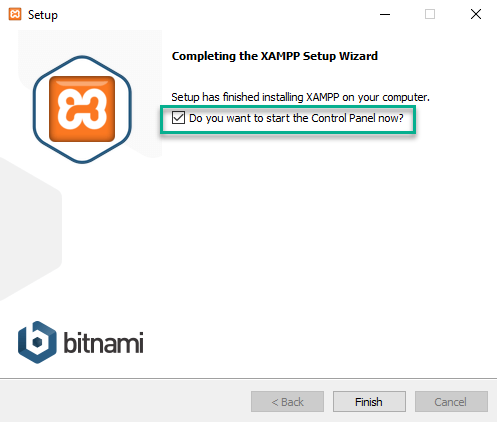 Setup
Completing the XAMPP Setup Wizard
Setup has finished installing XAMPP on your computer.
Do you want to start the Control Panel now?
bitnami
< Back
Finish
Cancel